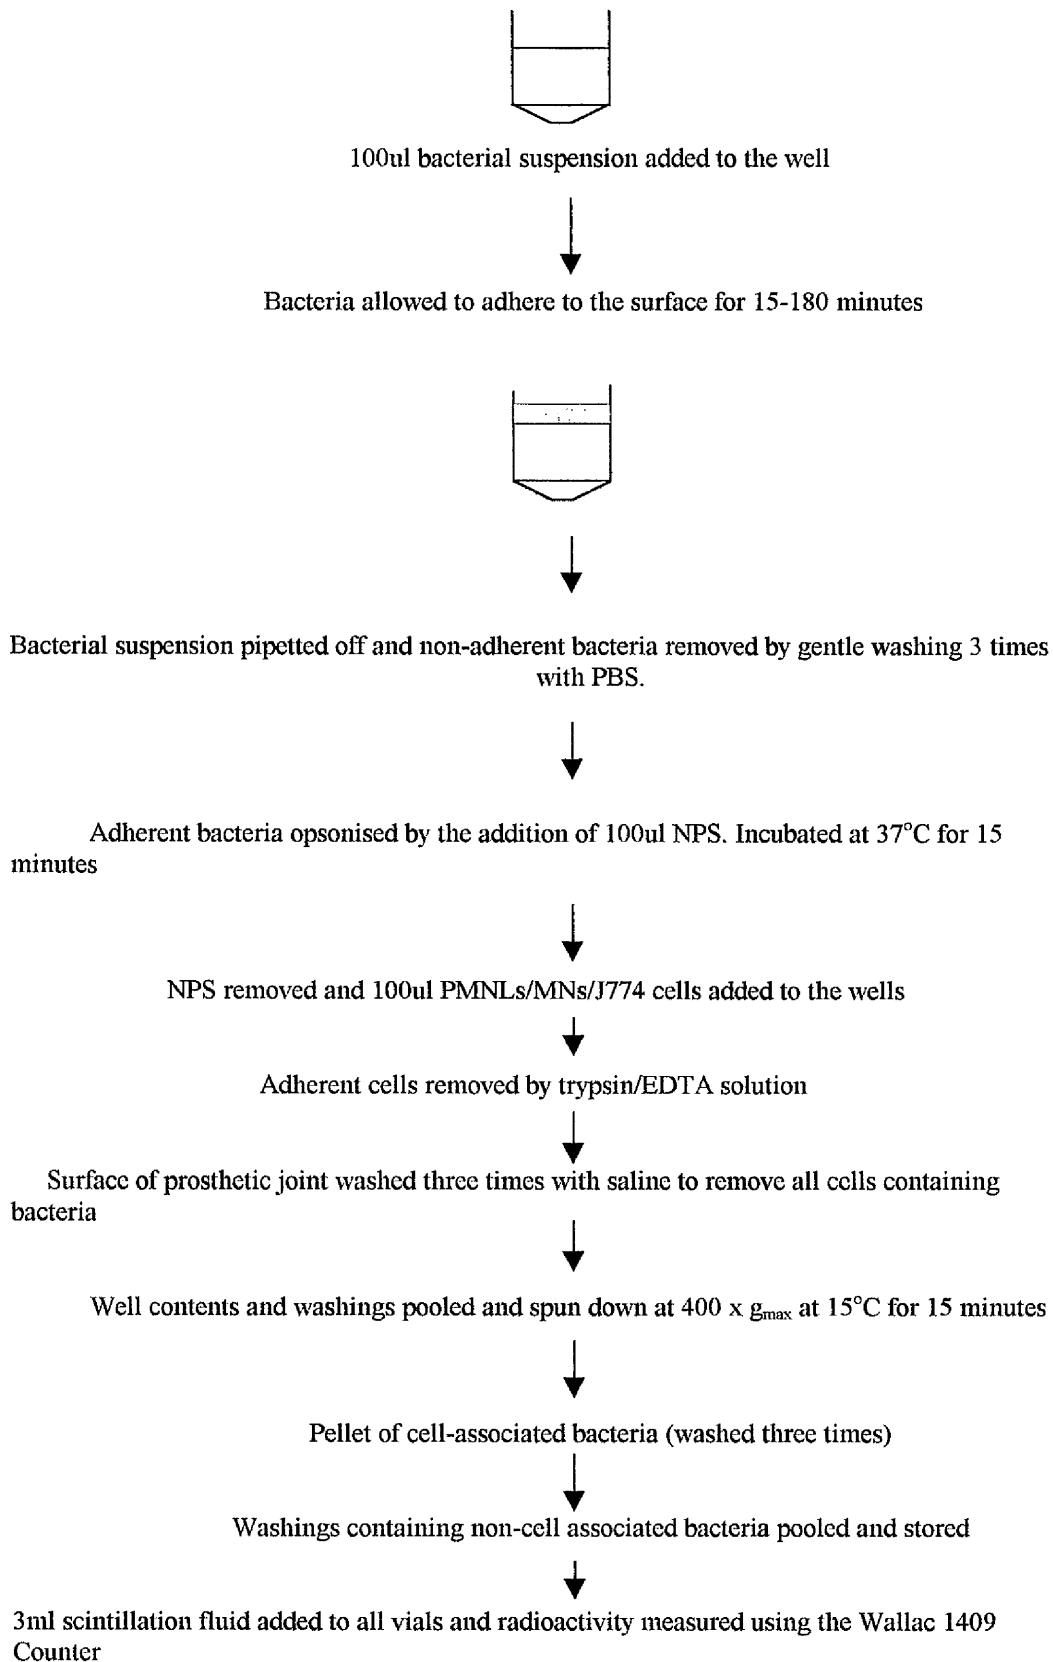 100ul bacterial suspension added to the well
Bacteria allowed to adhere to the surface for 15-180 minutes
Bacterial suspension pipetted off and non-adherent bacteria removed by gentle washing 3 times
with PBS.
Adherent bacteria opsonised by the addition of 100ul NPS. Incubated at 37°C for 15
minutes
NPS removed and 100ul PMNLs/MNs/J774 cells added to the wells
Adherent cells removed by trypsin/EDTA solution
Surface of prosthetic joint washed three times with saline to remove all cells containing
bacteria
Well contents and washings pooled and spun down at 400 x gmax at 15°C for 15 minutes
Pellet of cell-associated bacteria (washed three times)
Washings containing non-cell associated bacteria pooled and stored
3ml scintillation fluid added to all vials and radioactivity measured using the Wallac 1409
Counter